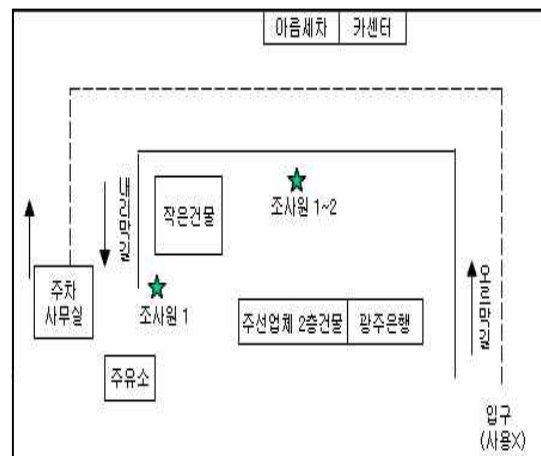 아름세차 카센터
내리막길
작은건물
조사원 1~2
주차
사무실
조사원 1
주선업체 2층건물 광주은행
오르막길
주유소
입구
(사용X)